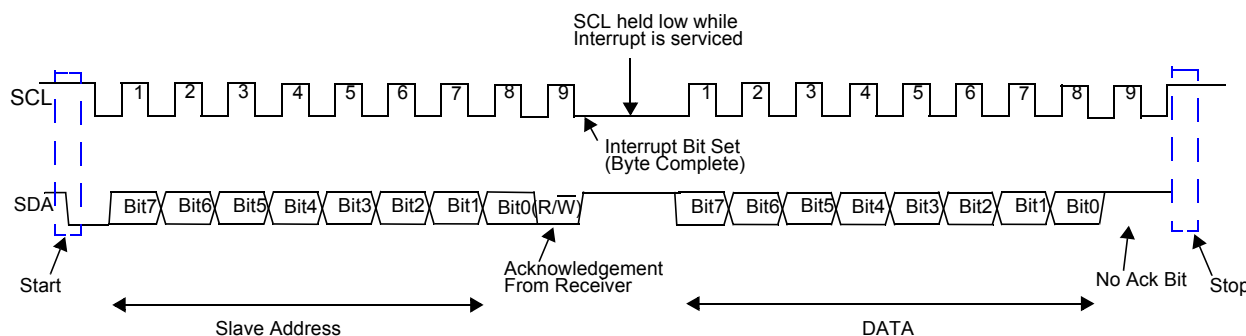 SCL held low while
Interrupt is serviced
SCL
1 2 3 4 5 6 7 8 9 1 2 3 4 5 6 7 8 9
Interrupt Bit Set
(Byte Complete)
SDA
Bit7 Bit6 Bit5 Bit4 Bit3 Bit2 Bit1 Bit0(R/W̅) Bit7 Bit6 Bit5 Bit4 Bit3 Bit2 Bit1 Bit0
Start
Acknowledgement
From Receiver
No Ack Bit
Stop
Slave Address
DATA